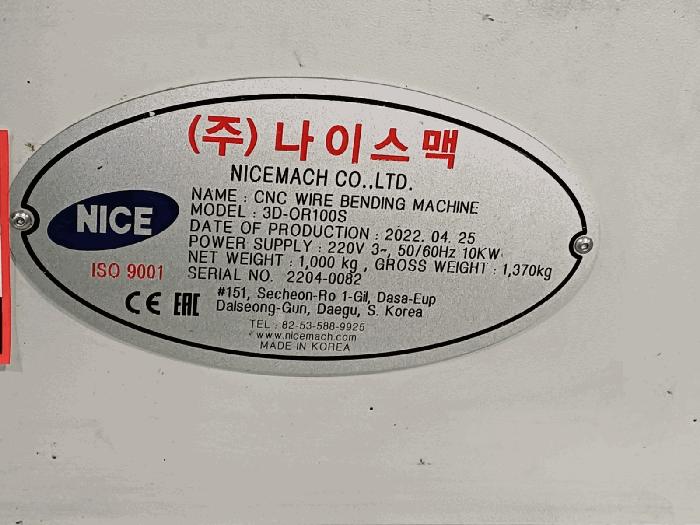 (주) 나이스맥
NICEMACH CO.,LTD.
NICE
NAME : CNC WIRE BENDING MACHINE
MODEL : 3D-OR100S
DATE OF PRODUCTION : 2022. 04. 25
POWER SUPPLY : 220V 3~, 50/60Hz 10KW
NET WEIGHT : 1,000 kg , GROSS WEIGHT : 1,370kg
ISO 9001
SERIAL NO. 2204-0082
CE EAC
#151, Secheon-Ro 1-Gil, Dasa-Eup
Dalseong-Gun, Daegu, S. Korea
TEL : 82-53-588-9925
www.nicemach.com
MADE IN KOREA